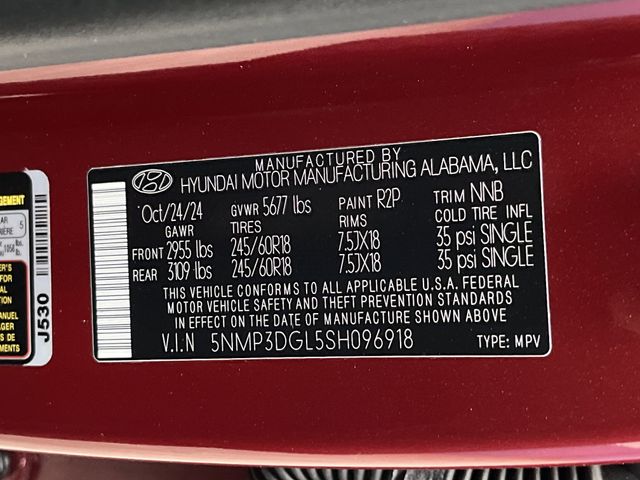 MANUFACTURED BY
HYUNDAI MOTOR MANUFACTURING ALABAMA, LLC
Oct/24/24 GVWR 5677 lbs PAINT R2P TRIM NNB
GAWR TIRES RIMS COLD TIRE INFL
FRONT 2955 lbs 245/60R18 7.5JX18 35 psi SINGLE
REAR 3109 lbs 245/60R18 7.5JX18 35 psi SINGLE
THIS VEHICLE CONFORMS TO ALL APPLICABLE U.S.A. FEDERAL
MOTOR VEHICLE SAFETY AND THEFT PREVENTION STANDARDS
IN EFFECT ON THE DATE OF MANUFACTURE SHOWN ABOVE
V.I.N 5NMP3DGL5SH096918 TYPE: MPV
J530